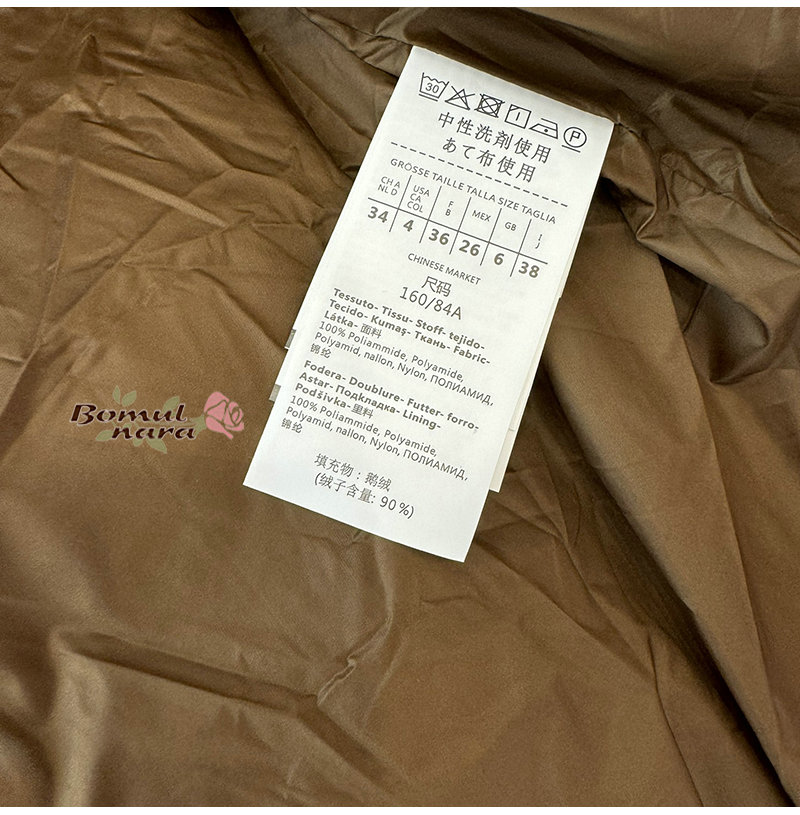 30
P
中性洗剤使用
あて布使用
GRÖSSE TAILLE TALLA SIZE TAGLIA
CH A NL D USA CA COL F B MEX GB I J
34 4 36 26 6 38
CHINESE MARKET
尺码
160/84A
Tessuto- Tissu- Stoff- tejido-
Tecido- Kumaş- Ткань- Fabric-
Látka- 面料
100% Poliammide, Polyamide,
Polyamid, nallon, Nylon, ПОЛИАМИД,
锦纶
Fodera- Doublure- Futter- forro-
Astar- Подкладка- Lining-
Podšivka-里料
100% Poliammide, Polyamide,
Polyamid, nallon, Nylon, ПОЛИАМИД,
锦纶
填充物：鹅绒
(绒子含量: 90%)
Bomul
nara